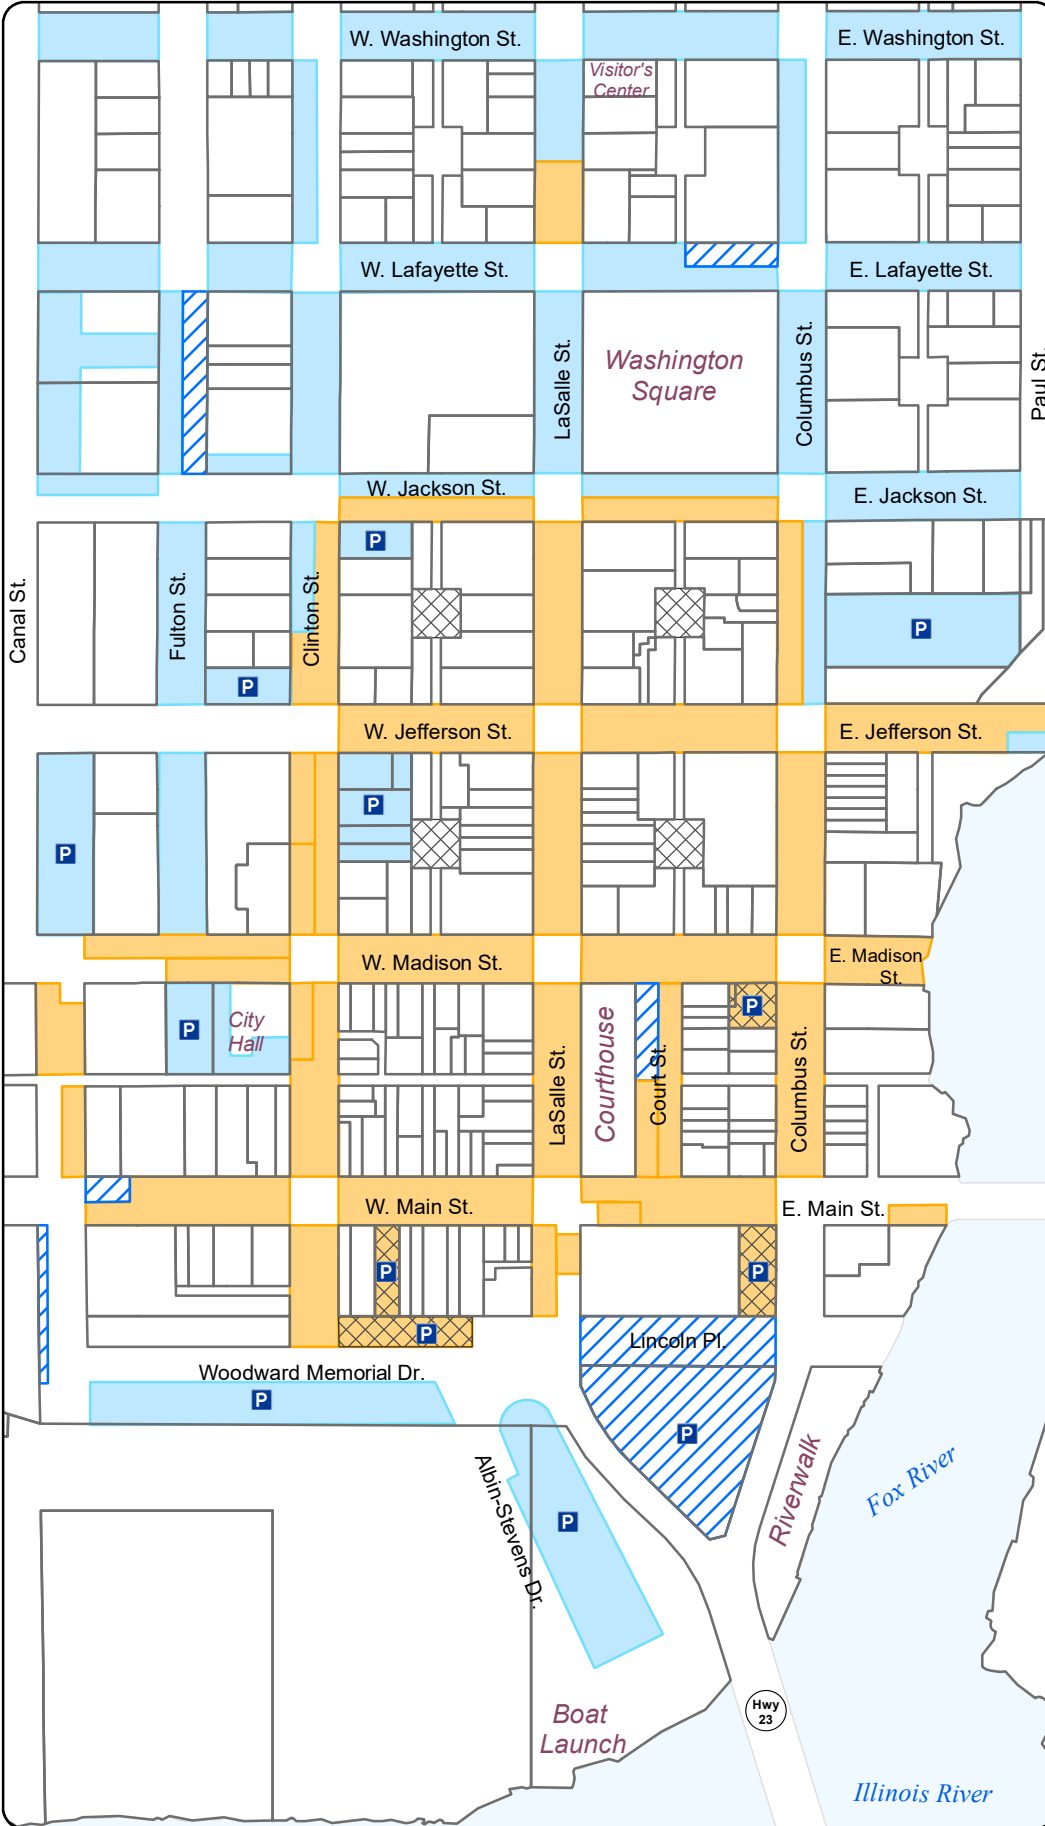 W. Washington St.
E. Washington St.
Visitor's
Center
W. Lafayette St.
E. Lafayette St.
LaSalle St.
Washington
Square
Columbus St.
Paul St.
W. Jackson St.
E. Jackson St.
P
Canal St.
Fulton St.
Clinton St.
P
P
W. Jefferson St.
E. Jefferson St.
P
P
W. Madison St.
E. Madison
St.
P
City
Hall
P
LaSalle St.
Courthouse
Court St.
Columbus St.
W. Main St.
E. Main St.
P
P
P
Lincoln Pl.
Woodward Memorial Dr.
P
P
Albin-Stevens Dr.
P
Riverwalk
Fox River
Hwy
23
Boat
Launch
Illinois River